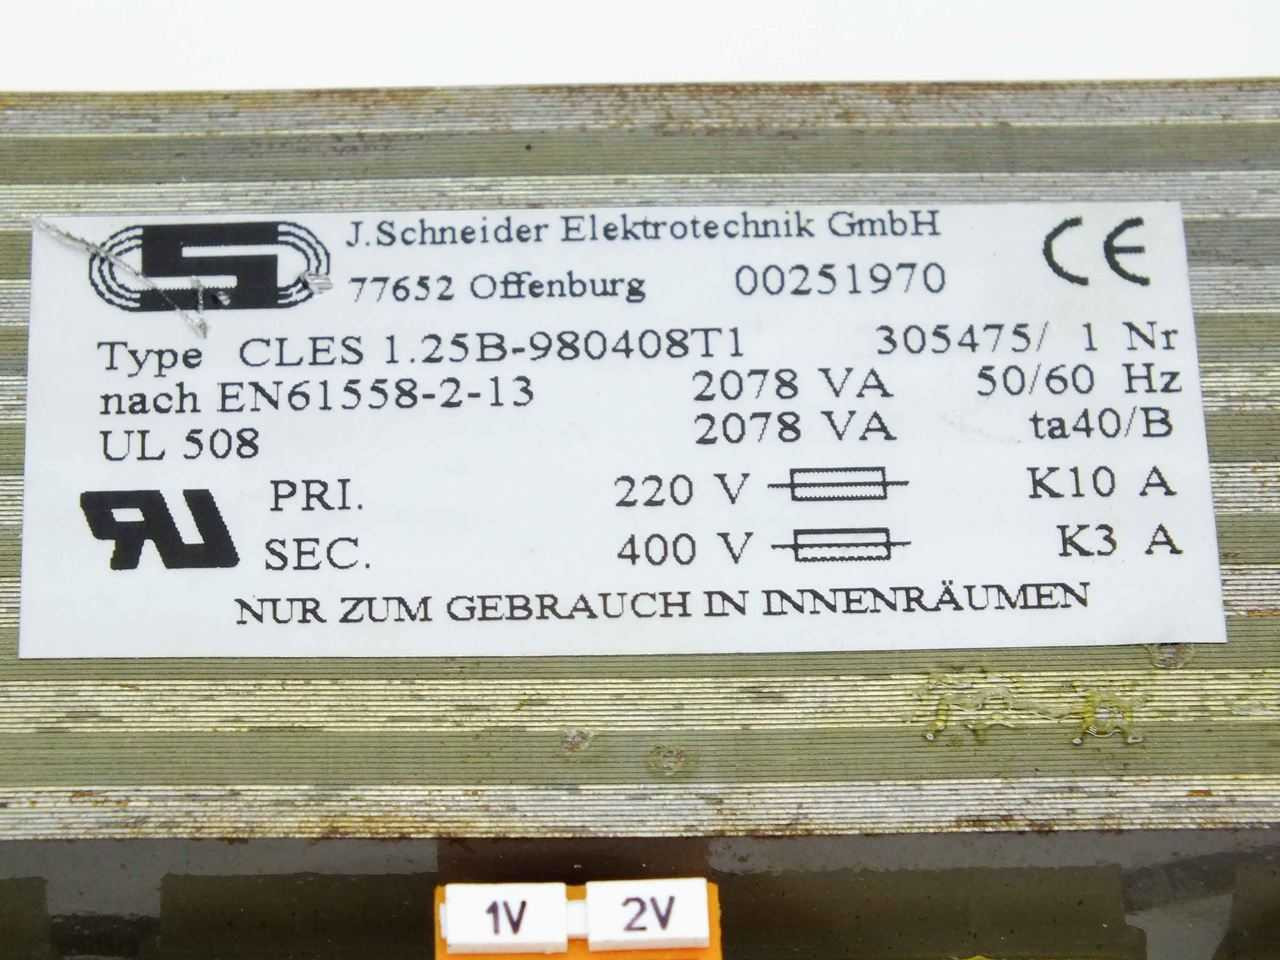 J.Schneider Elektrotechnik GmbH
77652 Offenburg 00251970
Type CLES 1.25B-980408T1 305475/ 1 Nr
nach EN61558-2-13 2078 VA 50/60 Hz
UL 508 2078 VA ta40/B
PRI. 220 V K10 A
SEC. 400 V K3 A
NUR ZUM GEBRAUCH IN INNENRÄUMEN
1V 2V